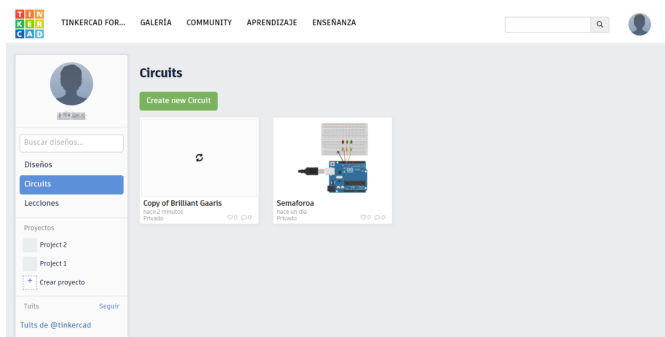 TIN
KER
CAD
TINKERCAD FOR... GALERÍA COMMUNITY APRENDIZAJE ENSEÑANZA
Circuits
Create new Circuit
Buscar diseños...
Diseños
Circuits
Lecciones
Proyectos
Project 2
Project 1
+ Crear proyecto
Tuits Seguir
Tuits de @tinkercad
Copy of Brilliant Gaaris
hace 2 minutos
Privado 0 0
Semaforoa
hace un día
Privado 0 0